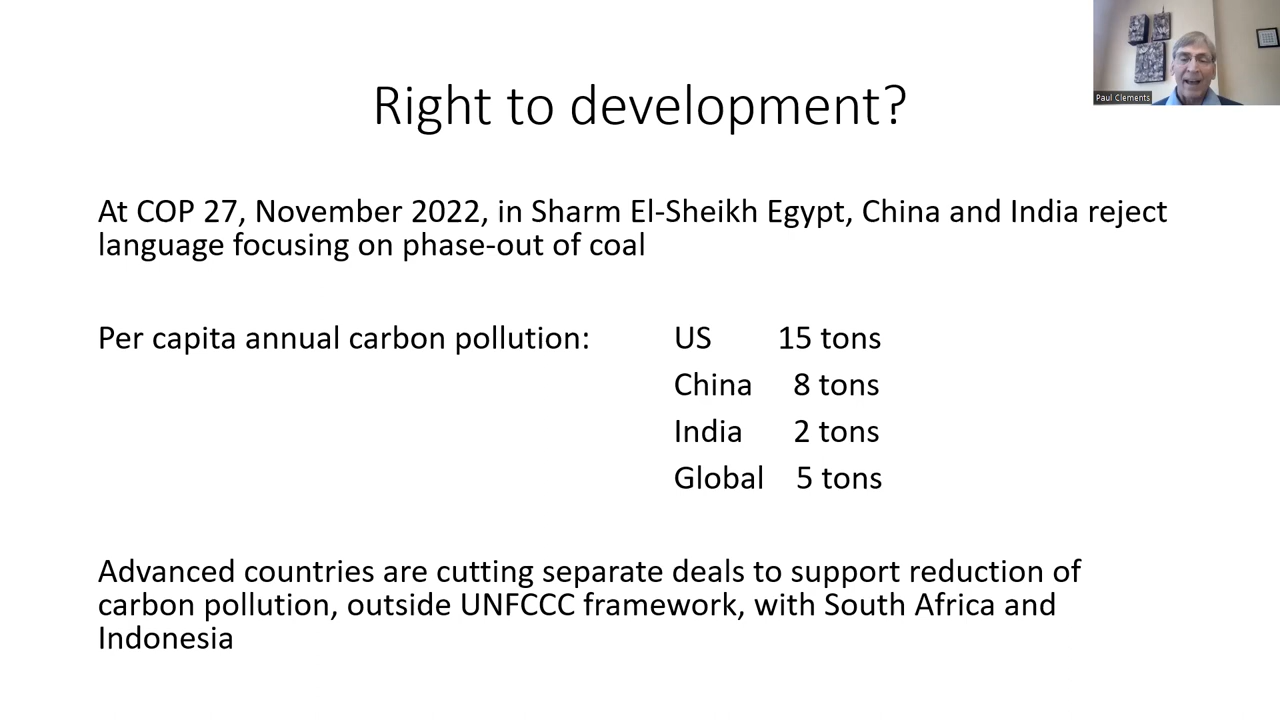 Paul Clements
Right to development?
At COP 27, November 2022, in Sharm El-Sheikh Egypt, China and India reject
language focusing on phase-out of coal
Per capita annual carbon pollution: US 15 tons
China 8 tons
India 2 tons
Global 5 tons
Advanced countries are cutting separate deals to support reduction of
carbon pollution, outside UNFCCC framework, with South Africa and
Indonesia